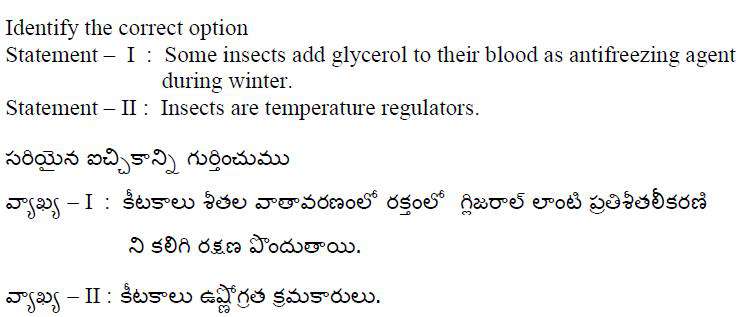 Identify the correct option
Statement – I : Some insects add glycerol to their blood as antifreezing agent
during winter.
Statement – II : Insects are temperature regulators.
సరియైన ఐచ్ఛికాన్ని గుర్తించుము
వ్యాఖ్య – I : కీటకాలు శీతల వాతావరణంలో రక్తంలో గ్లిజరాల్ లాంటి ప్రతిశీతలీకరణి
ని కలిగి రక్షణ పొందుతాయి.
వ్యాఖ్య – II : కీటకాలు ఉష్ణోగ్రత క్రమకారులు.